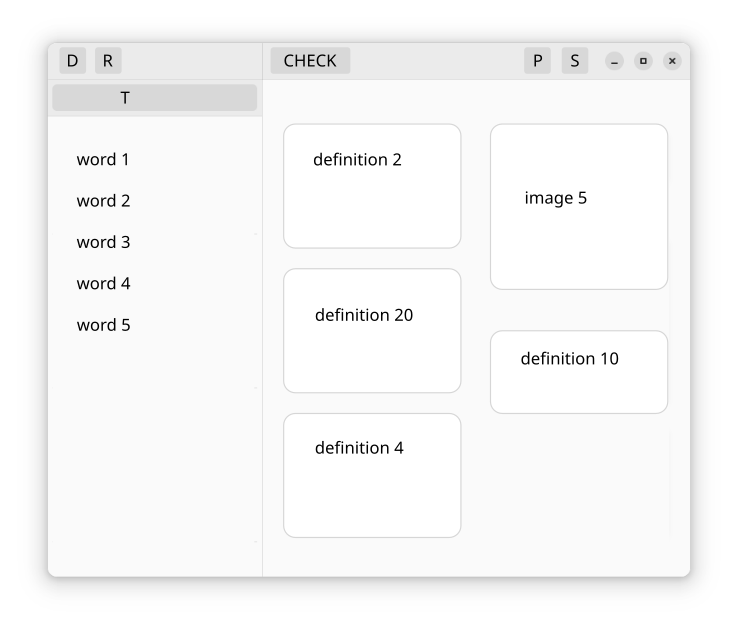 D R CHECK P S
T
word 1
word 2
word 3
word 4
word 5
definition 2
definition 20
definition 4
image 5
definition 10